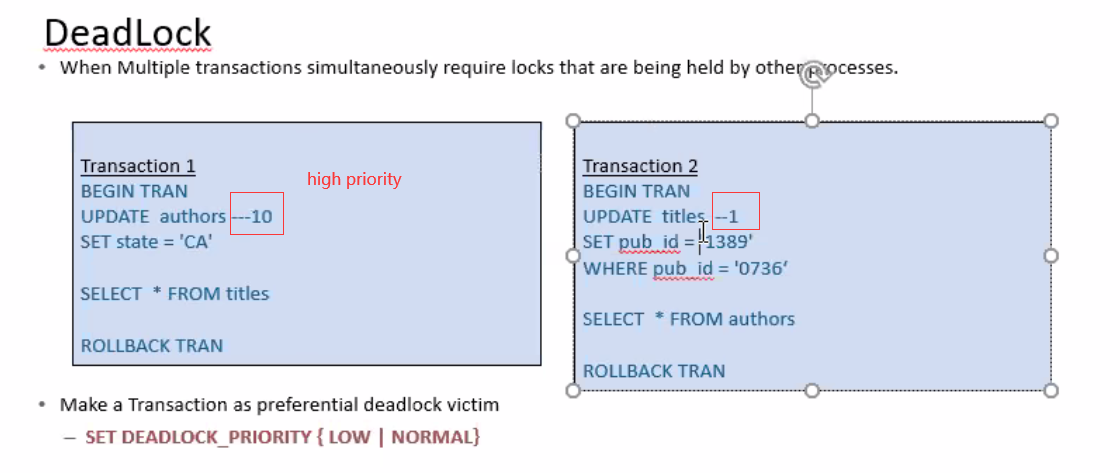 DeadLock
• When Multiple transactions simultaneously require locks that are being held by other processes.
Transaction 1
high priority
BEGIN TRAN
UPDATE authors ---10
SET state = 'CA'
SELECT * FROM titles
ROLLBACK TRAN
Transaction 2
BEGIN TRAN
UPDATE titles --1
SET pub_id = '1389'
WHERE pub_id = '0736‘
SELECT * FROM authors
ROLLBACK TRAN
• Make a Transaction as preferential deadlock victim
– SET DEADLOCK_PRIORITY { LOW | NORMAL}